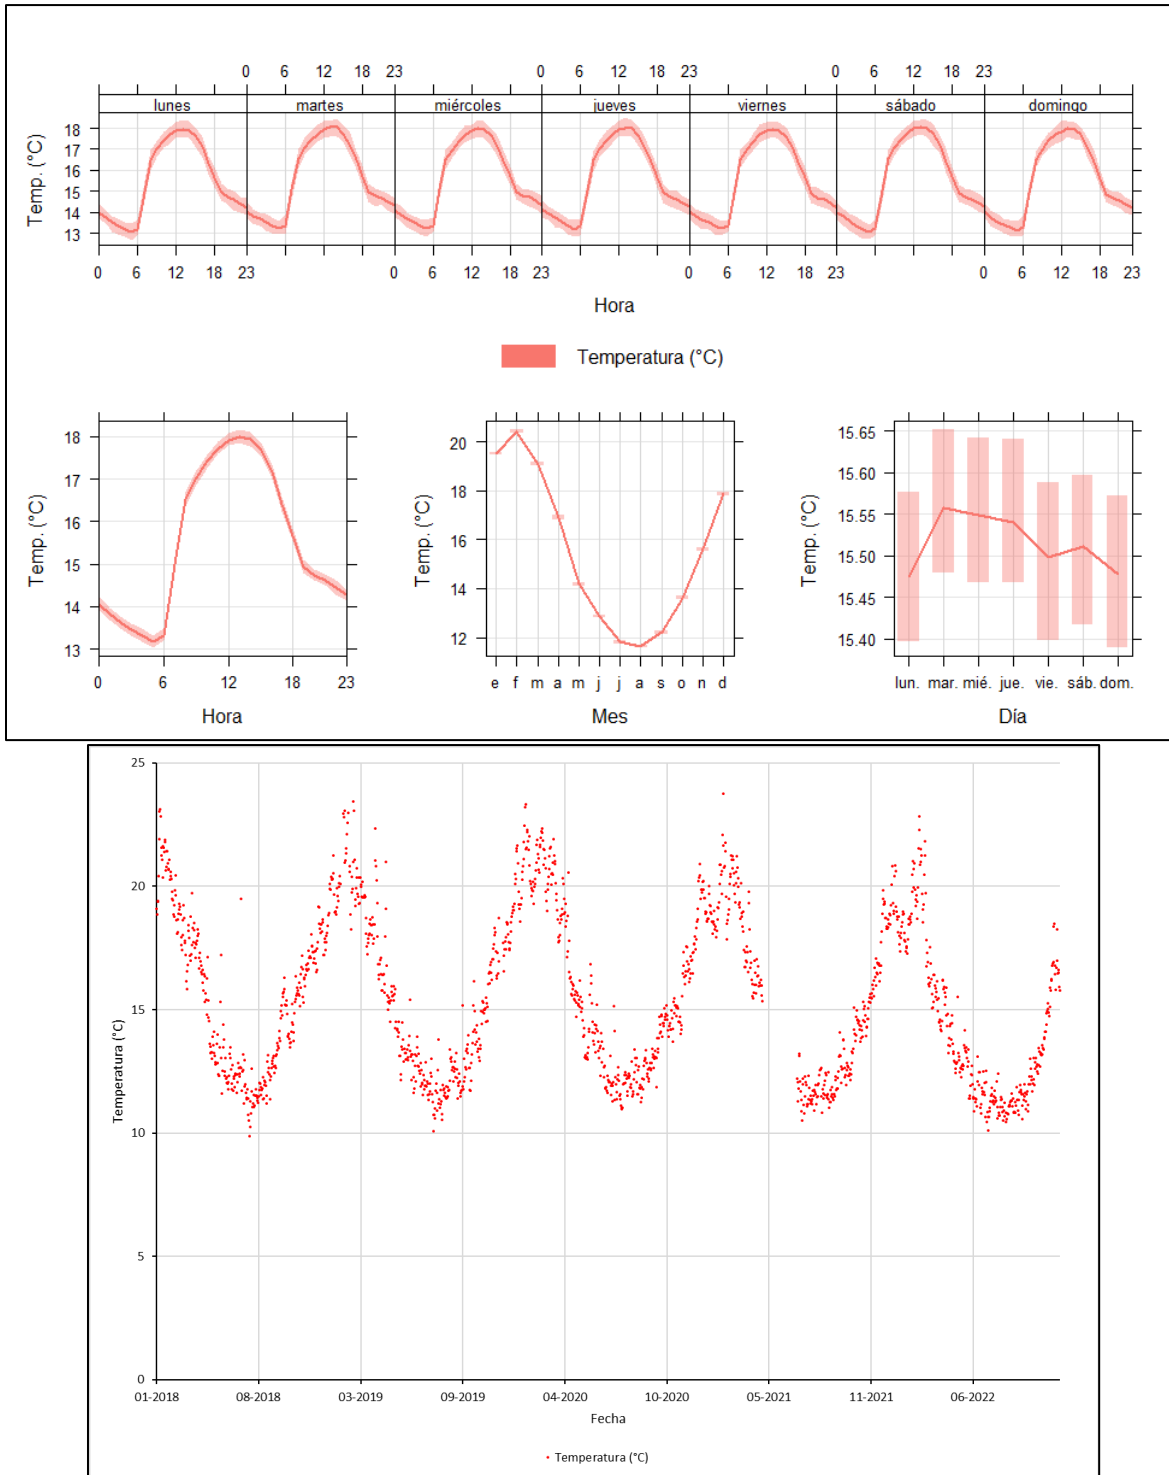 0 6 12 18 23 0 6 12 18 23 0 6 12 18 23
lunes martes miércoles jueves viernes sábado domingo
18
17
16
15
14
13
Temp. (°C)
0 6 12 18 0 6 12 18 23 0 6 12 18 23 0 6 12 18 23
Hora
Temperatura (°C)
18
17
16
15
14
13
Temp. (°C)
0 6 12 18 23
Hora
20
18
16
14
12
Temp. (°C)
e f m a m j j a s o n d
Mes
15.65
15.60
15.55
15.50
15.45
15.40
Temp. (°C)
lun. mar. mié. jue. vie. sáb. dom.
Día
25
20
15
10
5
0
Temperatura (°C)
01-2018 08-2018 03-2019 09-2019 04-2020 10-2020 05-2021 11-2021 06-2022
Fecha
Temperatura (°C)